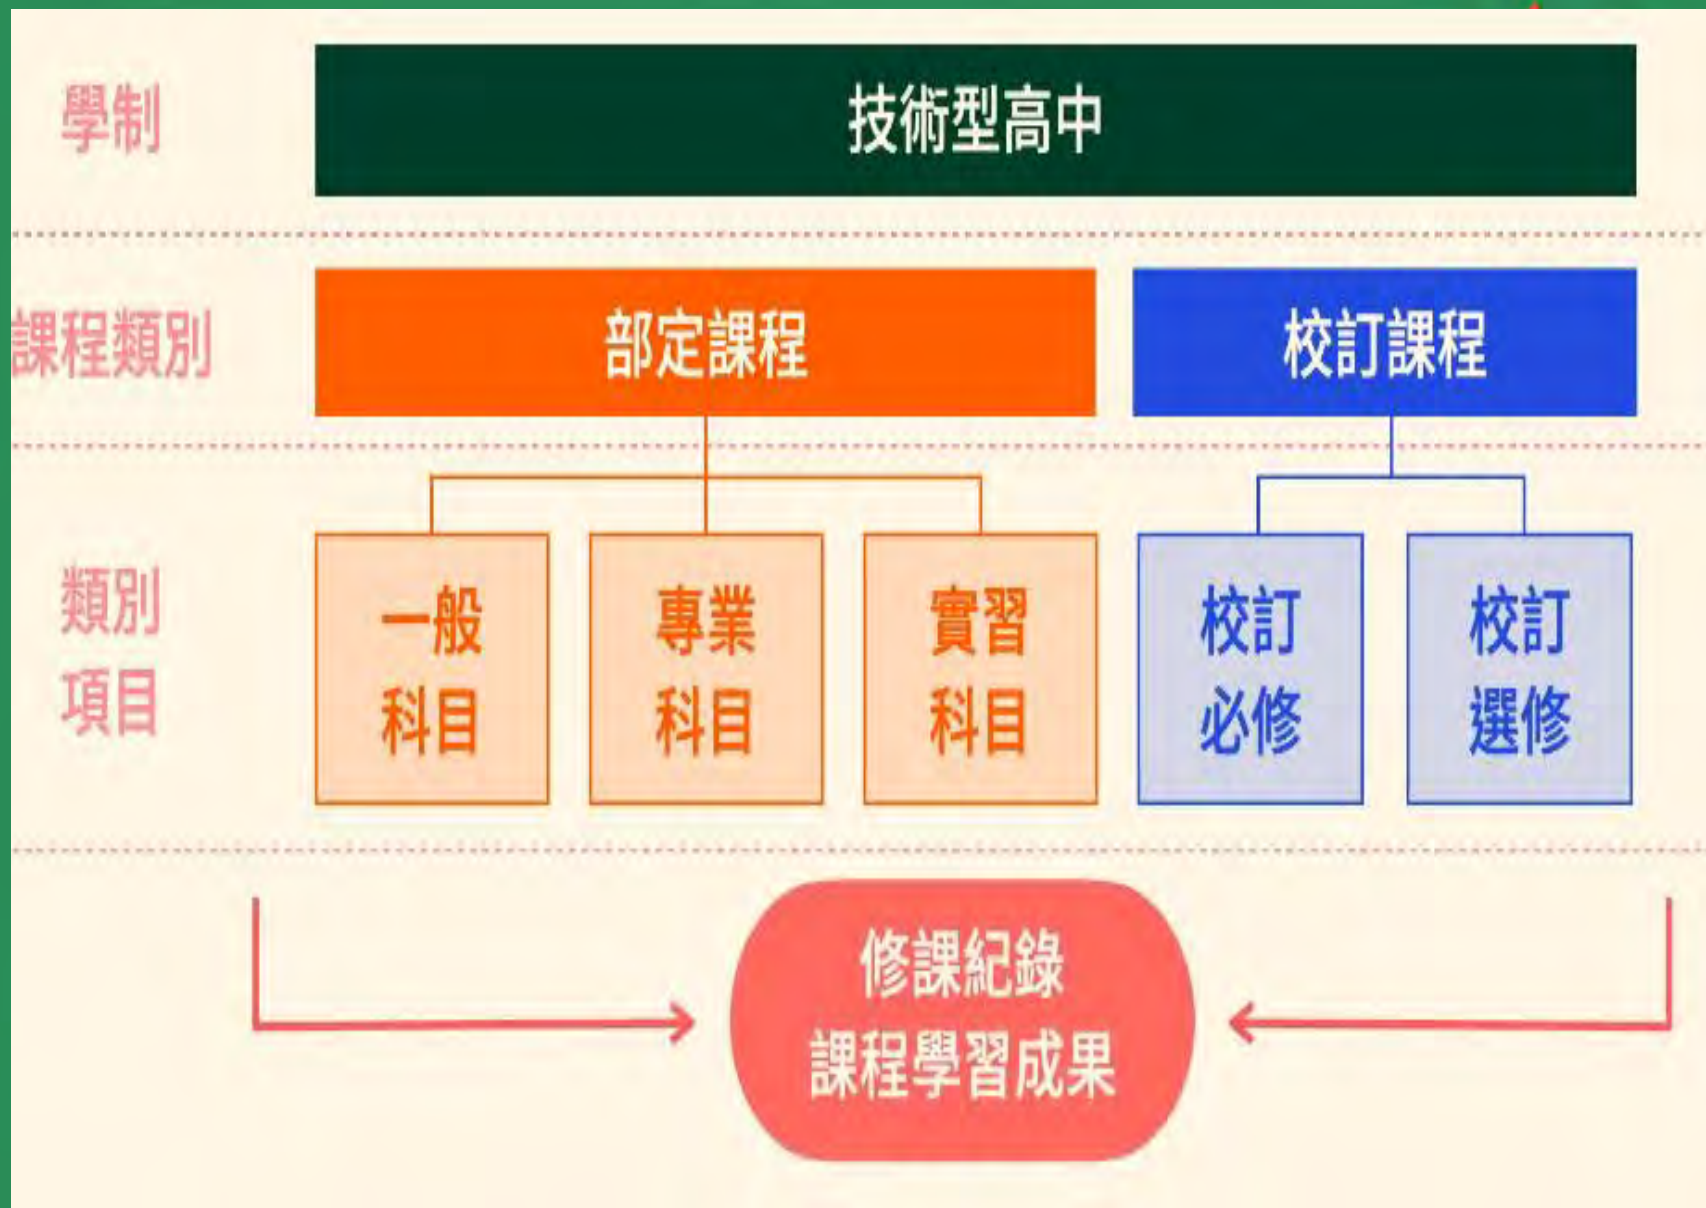 學制
技術型高中
課程類別
部定課程
校訂課程
類別
項目
一般
科目
專業
科目
實習
科目
校訂
必修
校訂
選修
修課紀錄
課程學習成果